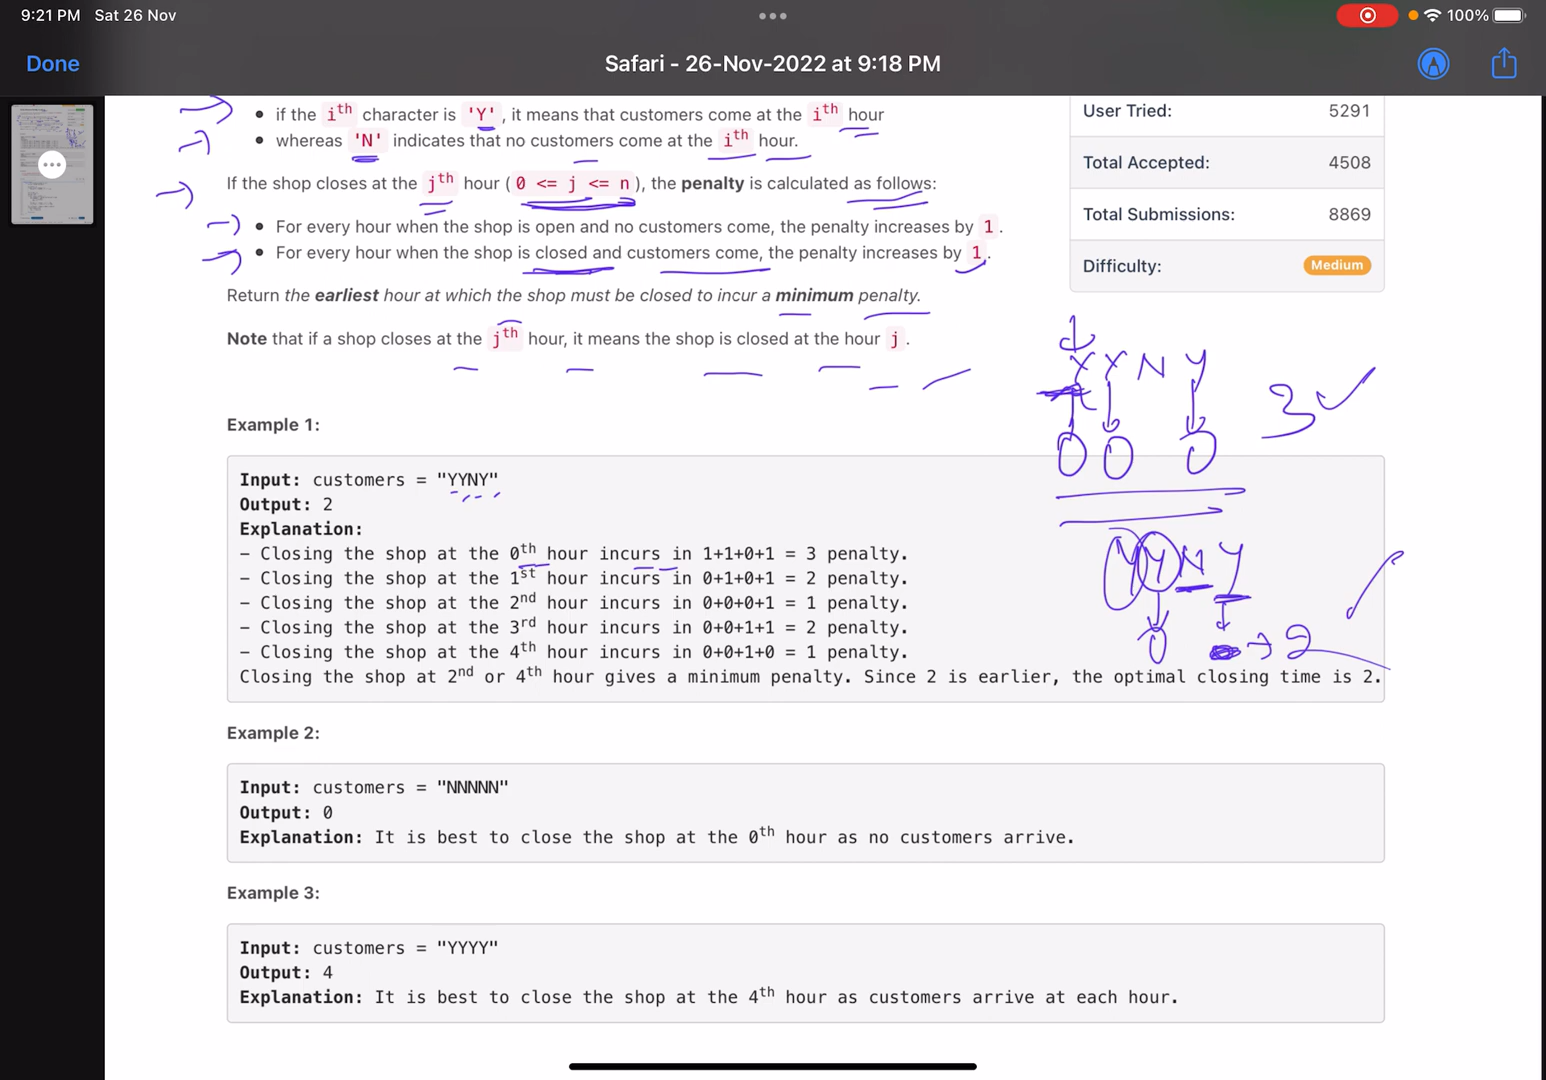 9:21 PM Sat 26 Nov
100%
Done
Safari - 26-Nov-2022 at 9:18 PM
• if the ith character is 'Y', it means that customers come at the ith hour
• whereas 'N' indicates that no customers come at the ith hour.
If the shop closes at the jth hour (0 <= j <= n), the penalty is calculated as follows:
• For every hour when the shop is open and no customers come, the penalty increases by 1.
• For every hour when the shop is closed and customers come, the penalty increases by 1.
Return the earliest hour at which the shop must be closed to incur a minimum penalty.
Note that if a shop closes at the jth hour, it means the shop is closed at the hour j.
User Tried: 5291
Total Accepted: 4508
Total Submissions: 8869
Difficulty: Medium
Y Y N Y
3
0 0 0
Y Y N Y
0 → 2
Example 1:
Input: customers = "YYNY"
Output: 2
Explanation:
- Closing the shop at the 0th hour incurs in 1+1+0+1 = 3 penalty.
- Closing the shop at the 1st hour incurs in 0+1+0+1 = 2 penalty.
- Closing the shop at the 2nd hour incurs in 0+0+0+1 = 1 penalty.
- Closing the shop at the 3rd hour incurs in 0+0+1+1 = 2 penalty.
- Closing the shop at the 4th hour incurs in 0+0+1+0 = 1 penalty.
Closing the shop at 2nd or 4th hour gives a minimum penalty. Since 2 is earlier, the optimal closing time is 2.
Example 2:
Input: customers = "NNNNN"
Output: 0
Explanation: It is best to close the shop at the 0th hour as no customers arrive.
Example 3:
Input: customers = "YYYY"
Output: 4
Explanation: It is best to close the shop at the 4th hour as customers arrive at each hour.